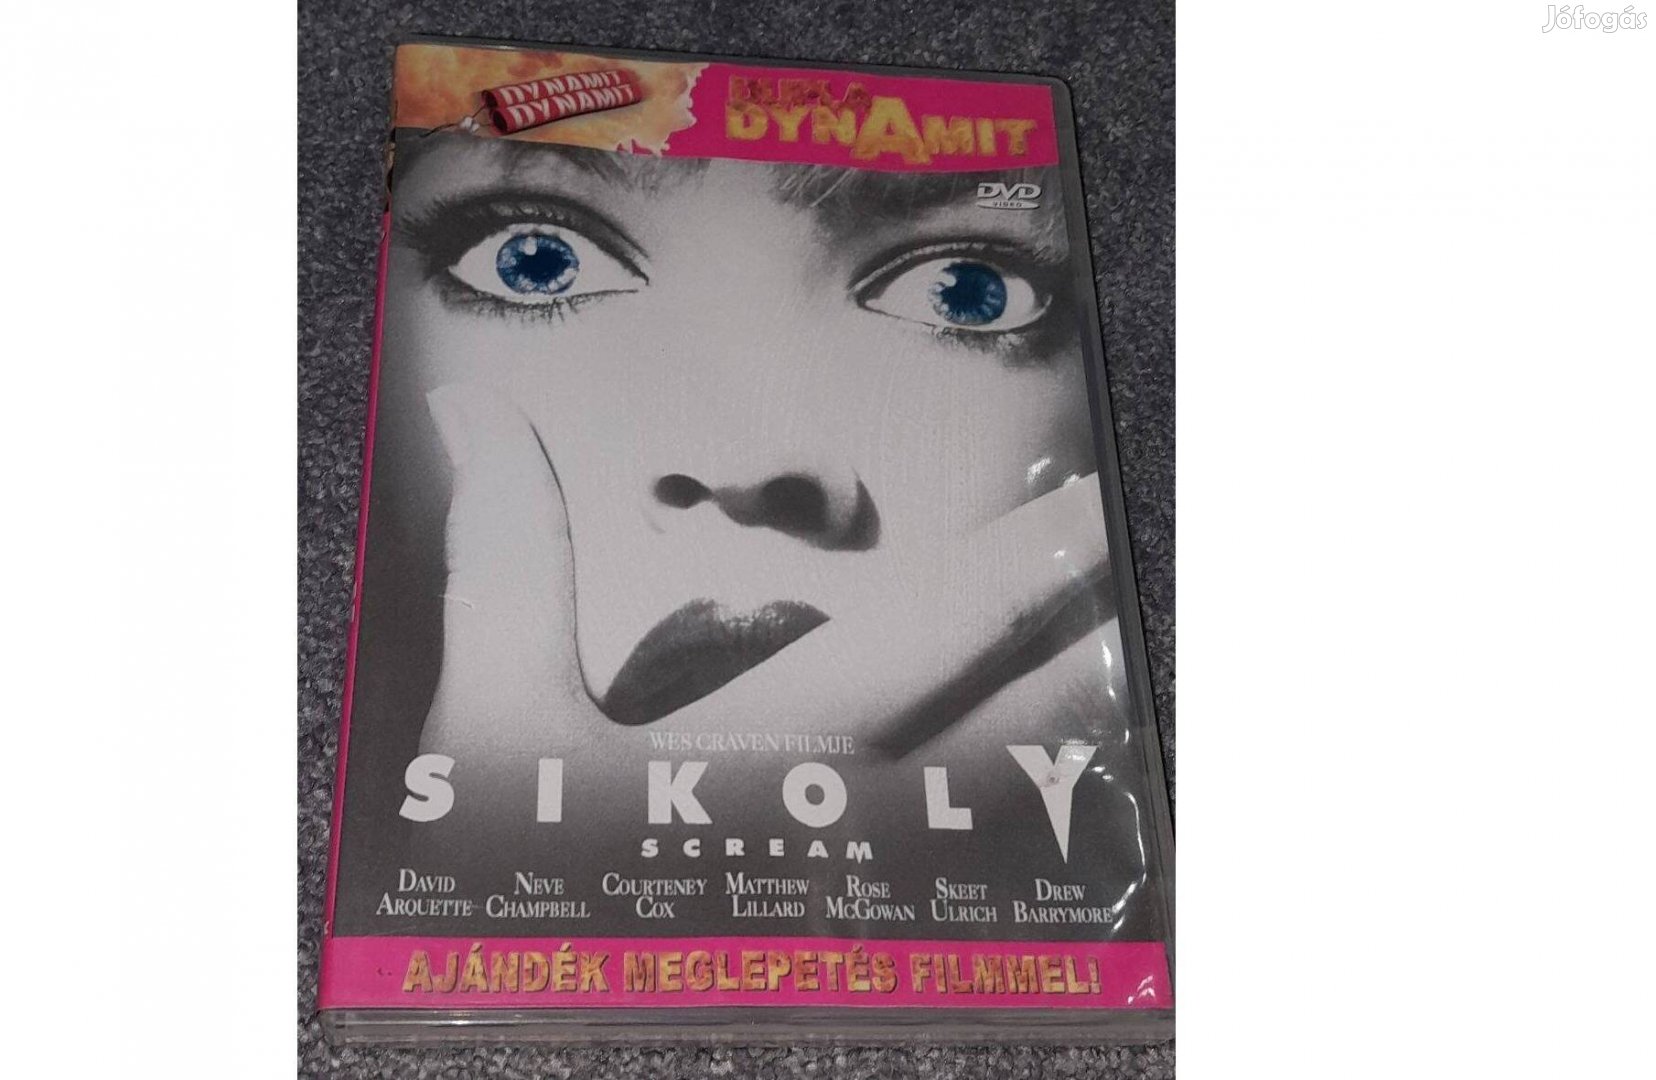 Jófogás
DYNAMIT
DYNAMIT
DUPLA
DYNAMIT
DVD
VIDEO
WES CRAVEN FILMJE
SIKOLY
SCREAM
DAVID ARQUETTE NEVE CHAMPBELL COURTENEY COX MATTHEW LILLARD ROSE MCGOWAN SKEET ULRICH DREW BARRYMORE
AJÁNDÉK MEGLEPETÉS FILMMEL!